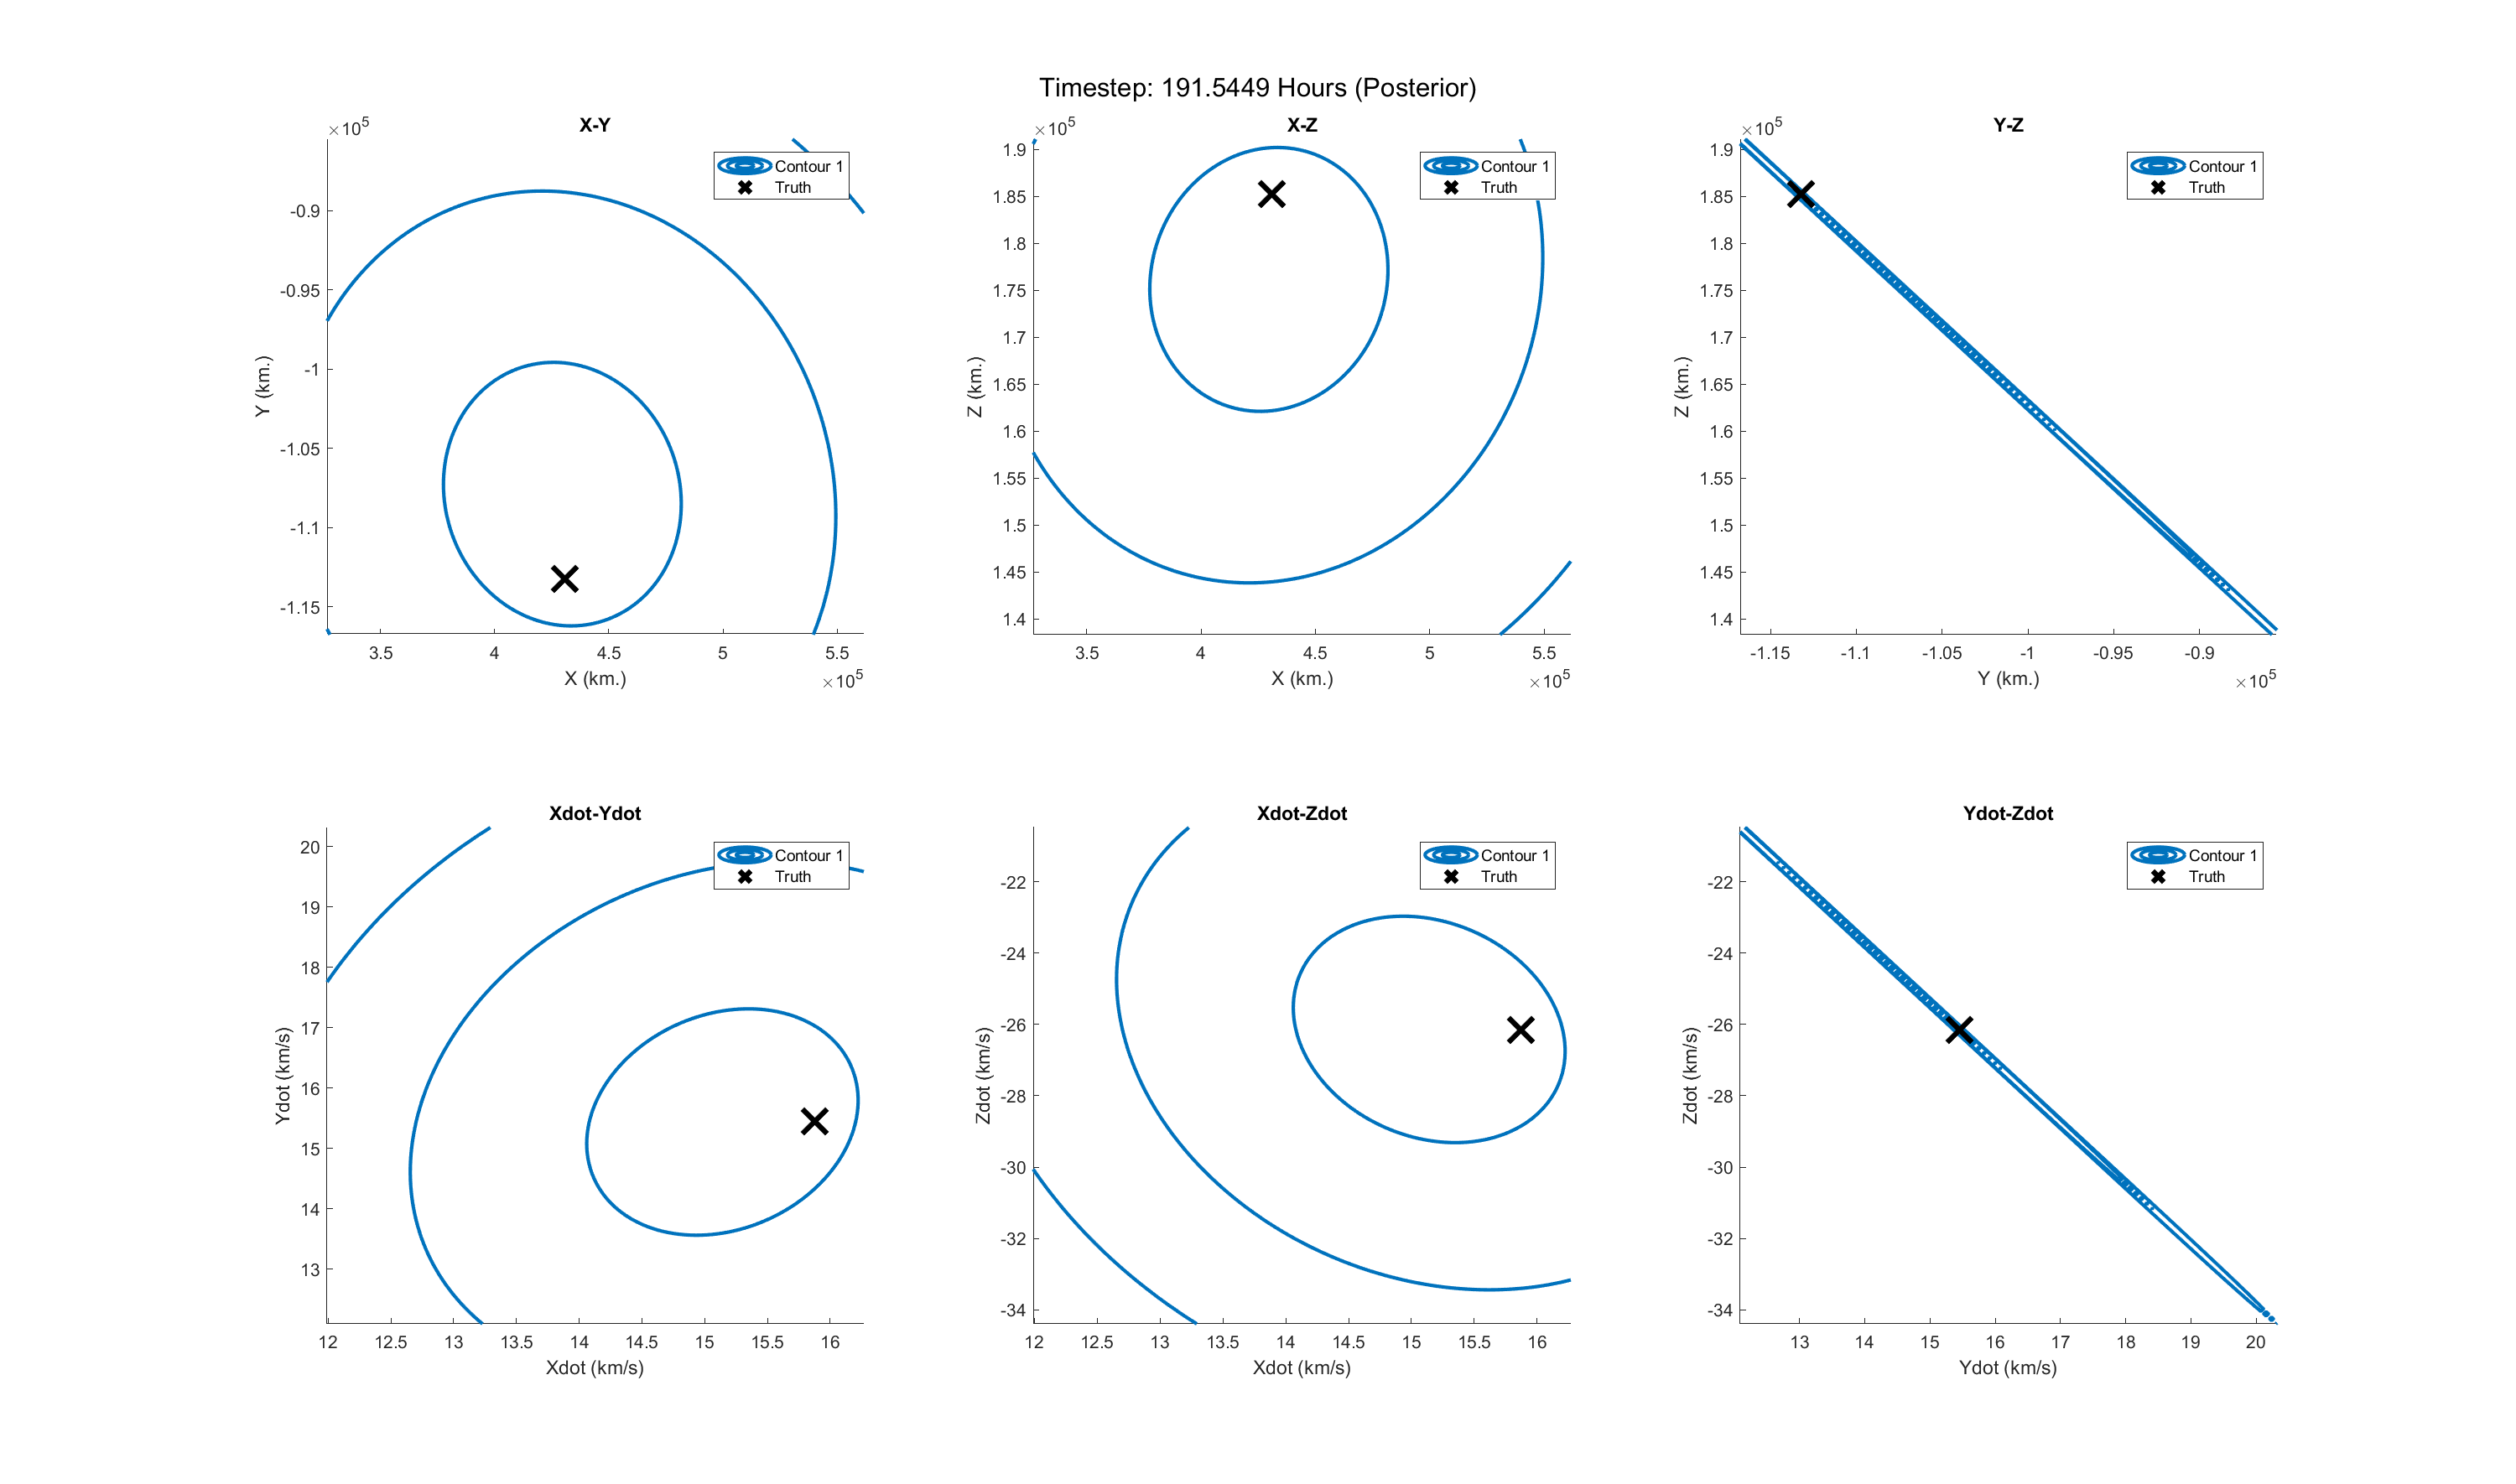 Timestep: 191.5449 Hours (Posterior)
X-Y
×10^5
Contour 1
Truth
-0.9
-0.95
-1
-1.05
-1.1
-1.15
Y (km.)
3.5 4 4.5 5 5.5
X (km.)
×10^5
X-Z
×10^5
Contour 1
Truth
1.9
1.85
1.8
1.75
1.7
1.65
1.6
1.55
1.5
1.45
1.4
Z (km.)
3.5 4 4.5 5 5.5
X (km.)
×10^5
Y-Z
×10^5
Contour 1
Truth
1.9
1.85
1.8
1.75
1.7
1.65
1.6
1.55
1.5
1.45
1.4
Z (km.)
-1.15 -1.1 -1.05 -1 -0.95 -0.9
Y (km.)
×10^5
Xdot-Ydot
Contour 1
Truth
20
19
18
17
16
15
14
13
Ydot (km/s)
12 12.5 13 13.5 14 14.5 15 15.5 16
Xdot (km/s)
Xdot-Zdot
Contour 1
Truth
-22
-24
-26
-28
-30
-32
-34
Zdot (km/s)
12 12.5 13 13.5 14 14.5 15 15.5 16
Xdot (km/s)
Ydot-Zdot
Contour 1
Truth
-22
-24
-26
-28
-30
-32
-34
Zdot (km/s)
13 14 15 16 17 18 19 20
Ydot (km/s)